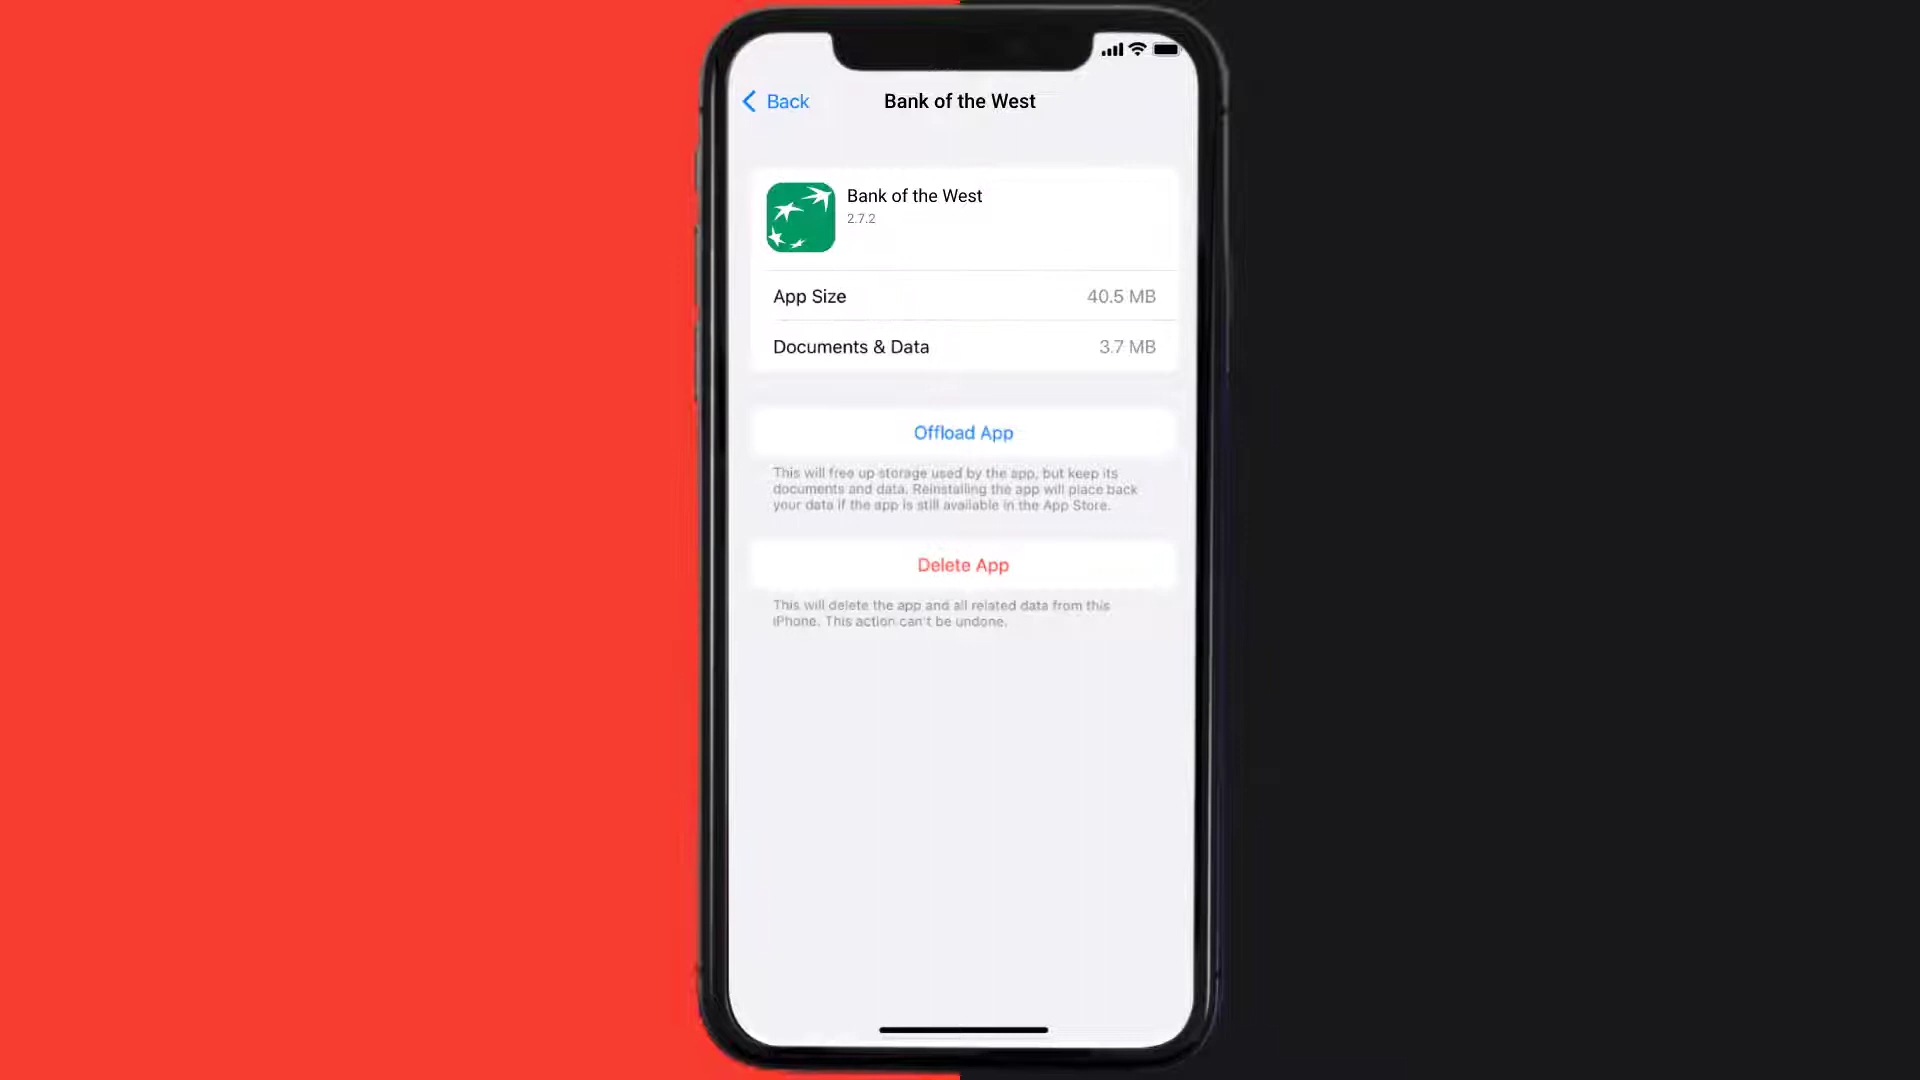 Back
Bank of the West
Bank of the West
2.7.2
App Size
40.5 MB
Documents & Data
3.7 MB
Offload App
This will free up storage used by the app, but keep its
documents and data. Reinstalling the app will place back
your data if the app is still available in the App Store.
Delete App
This will delete the app and all related data from this
iPhone. This action can't be undone.